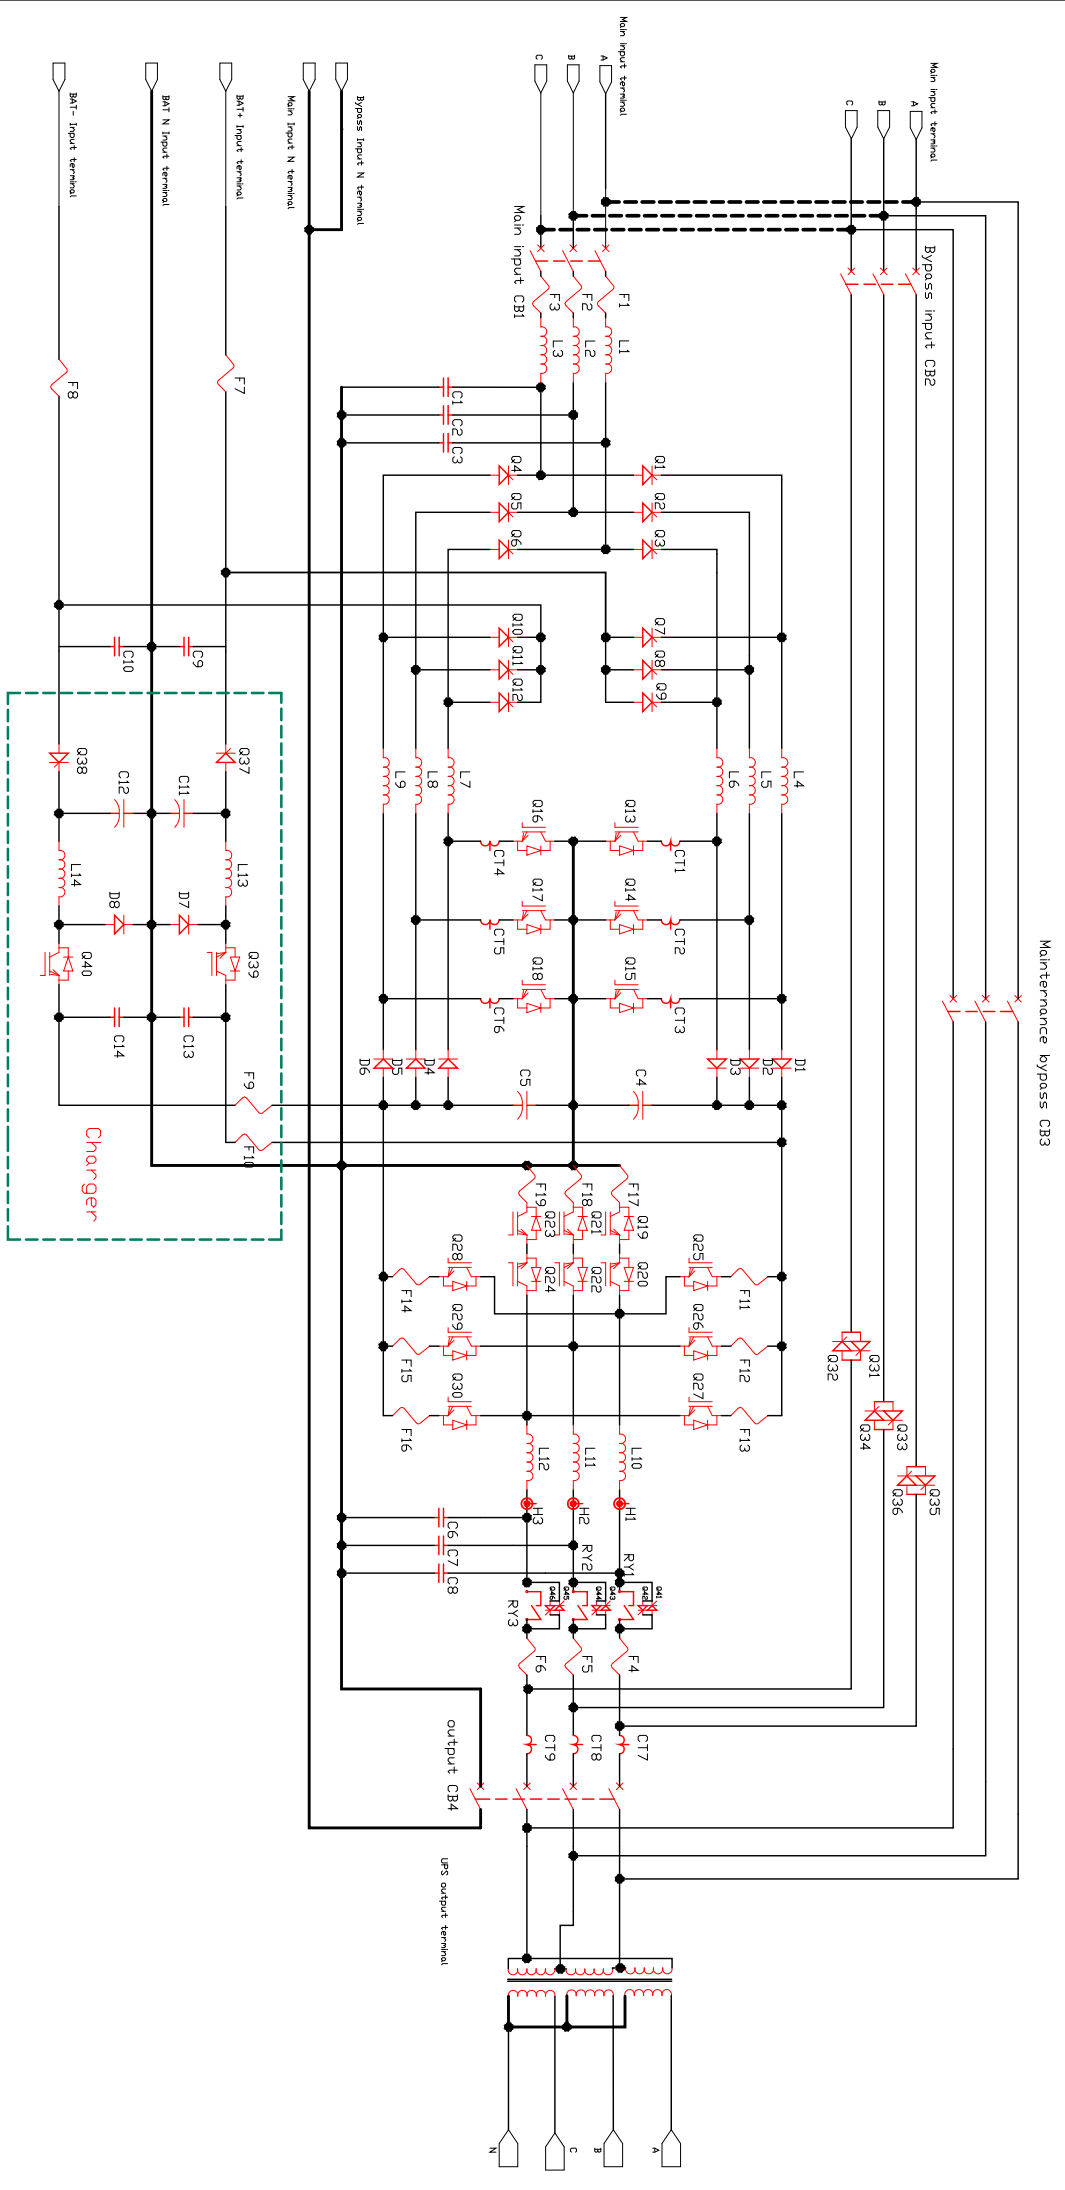 Main input terminal
A
B
C
Bypass input CB2
Mainternance bypass CB3
Main input terminal
A
B
C
Main input CB1
F1
F2
F3
L1
L2
L3
C1
C2
C3
Bypass Input N terminal
Main Input N terminal
BAT+ Input terminal
BAT N Input terminal
BAT- Input terminal
F7
F8
Q1
Q2
Q3
Q4
Q5
Q6
Q7
Q8
Q9
Q10
Q11
Q12
C9
C10
L4
L5
L6
L7
L8
L9
Q13
Q14
Q15
Q16
Q17
Q18
CT1
CT2
CT3
CT4
CT5
CT6
D1
D2
D3
D4
D5
D6
C4
C5
Q37
Q38
C11
C12
L13
L14
D7
D8
Q39
Q40
C13
C14
F9
F10
Charger
F17
F18
F19
Q19
Q21
Q23
Q20
Q22
Q24
Q25
Q26
Q27
Q28
Q29
Q30
F11
F12
F13
F14
F15
F16
Q31
Q32
Q33
Q34
Q35
Q36
L10
L11
L12
H1
H2
H3
C6
C7
C8
RY1
RY2
RY3
Q41
Q42
Q43
Q44
Q45
Q46
F4
F5
F6
CT7
CT8
CT9
output CB4
UPS output terminal
A
B
C
N